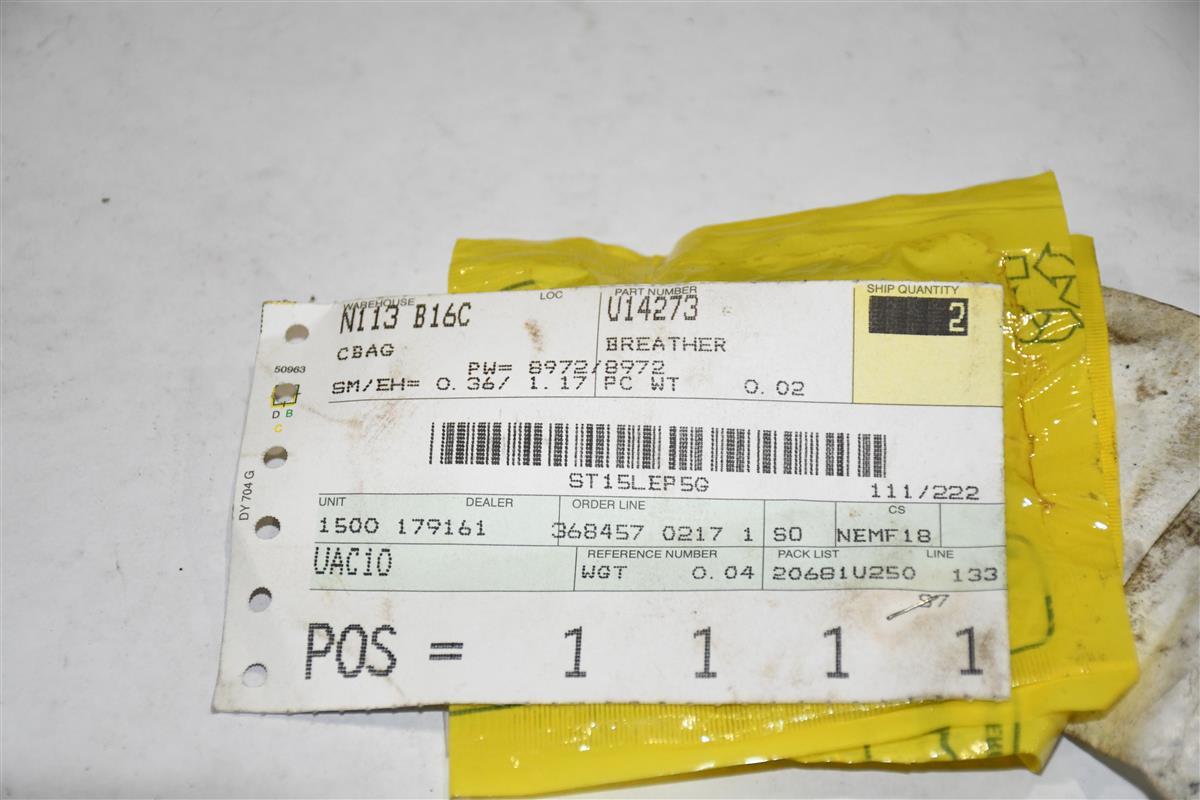 WAREHOUSE LOC PART NUMBER SHIP QUANTITY
N113 B16C U14273 2
CBAG BREATHER
PW= 8972/8972
SM/EH= 0.36/ 1.17 PC WT 0.02
50963
D B
C
DY 704 G
ST15LEP5G
111/222
UNIT DEALER ORDER LINE CS
1500 179161 368457 0217 1 SO NEMF18
REFERENCE NUMBER PACK LIST LINE
UAC10 WGT 0.04 20681U250 133
97
POS = 1 1 1 1